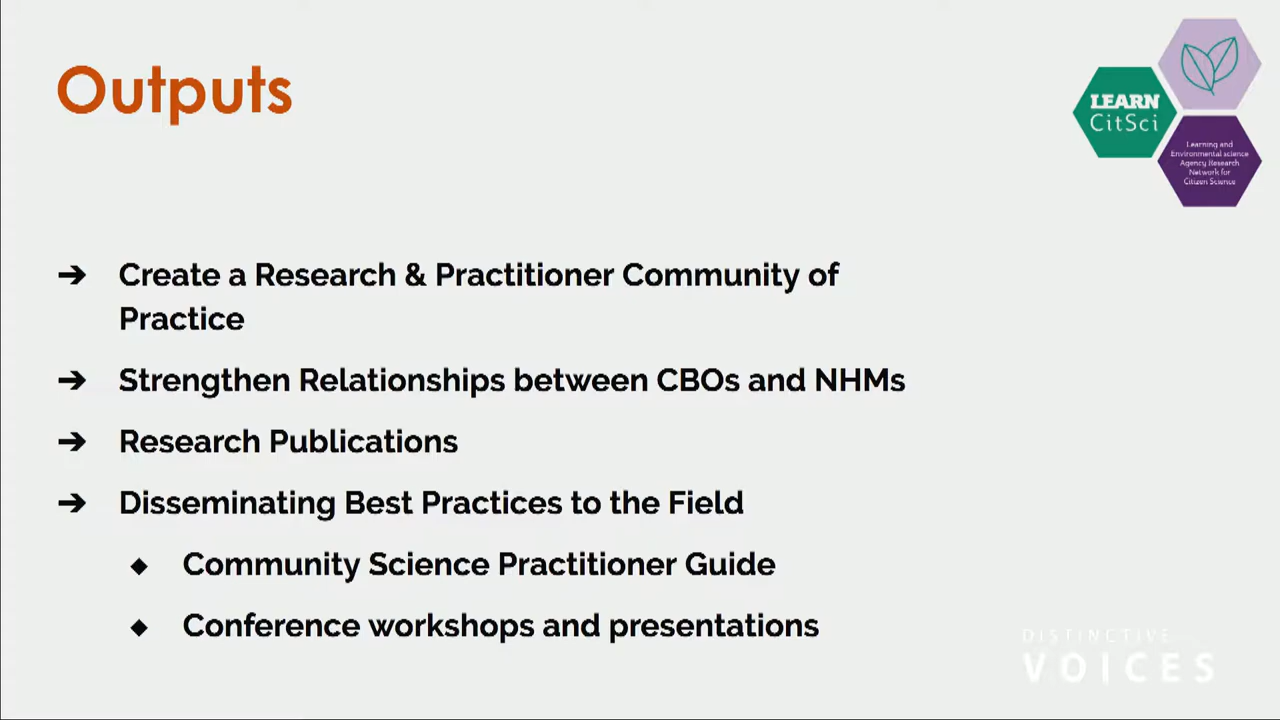 Outputs
LEARN
CitSci
Learning and
Environmental science
Agency Research
Network for
Citizen Science
➔ Create a Research & Practitioner Community of
Practice
➔ Strengthen Relationships between CBOs and NHMs
➔ Research Publications
➔ Disseminating Best Practices to the Field
◆ Community Science Practitioner Guide
◆ Conference workshops and presentations
DISTINCTIVE
VOICES